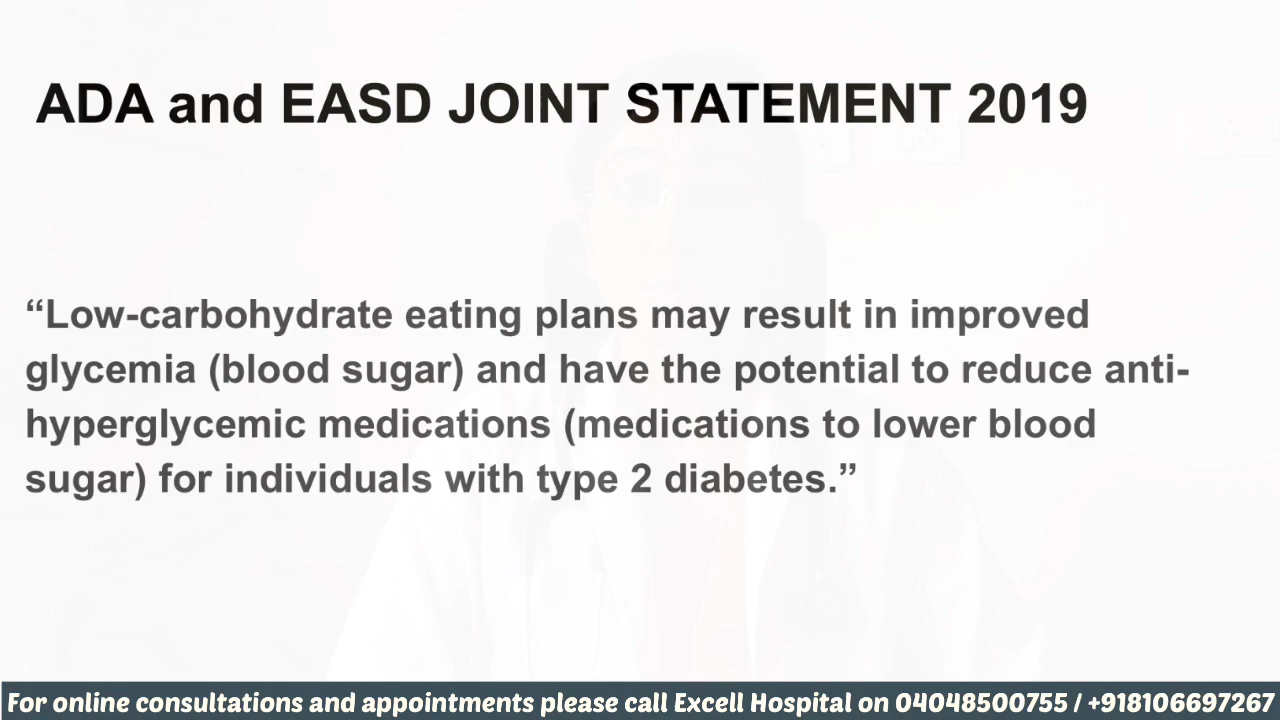 ADA and EASD JOINT STATEMENT 2019
“Low-carbohydrate eating plans may result in improved
glycemia (blood sugar) and have the potential to reduce anti-
hyperglycemic medications (medications to lower blood
sugar) for individuals with type 2 diabetes.”
For online consultations and appointments please call Excell Hospital on 04048500755 / +918106697267